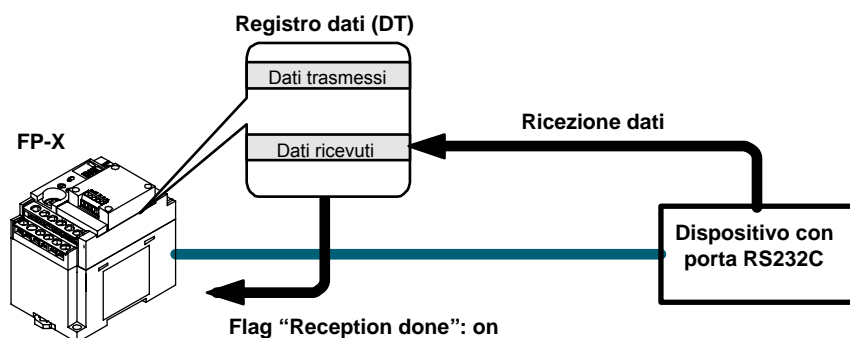 Registro dati (DT)
Dati trasmessi
FP-X
Ricezione dati
Dati ricevuti
Dispositivo con
porta RS232C
Flag “Reception done”: on